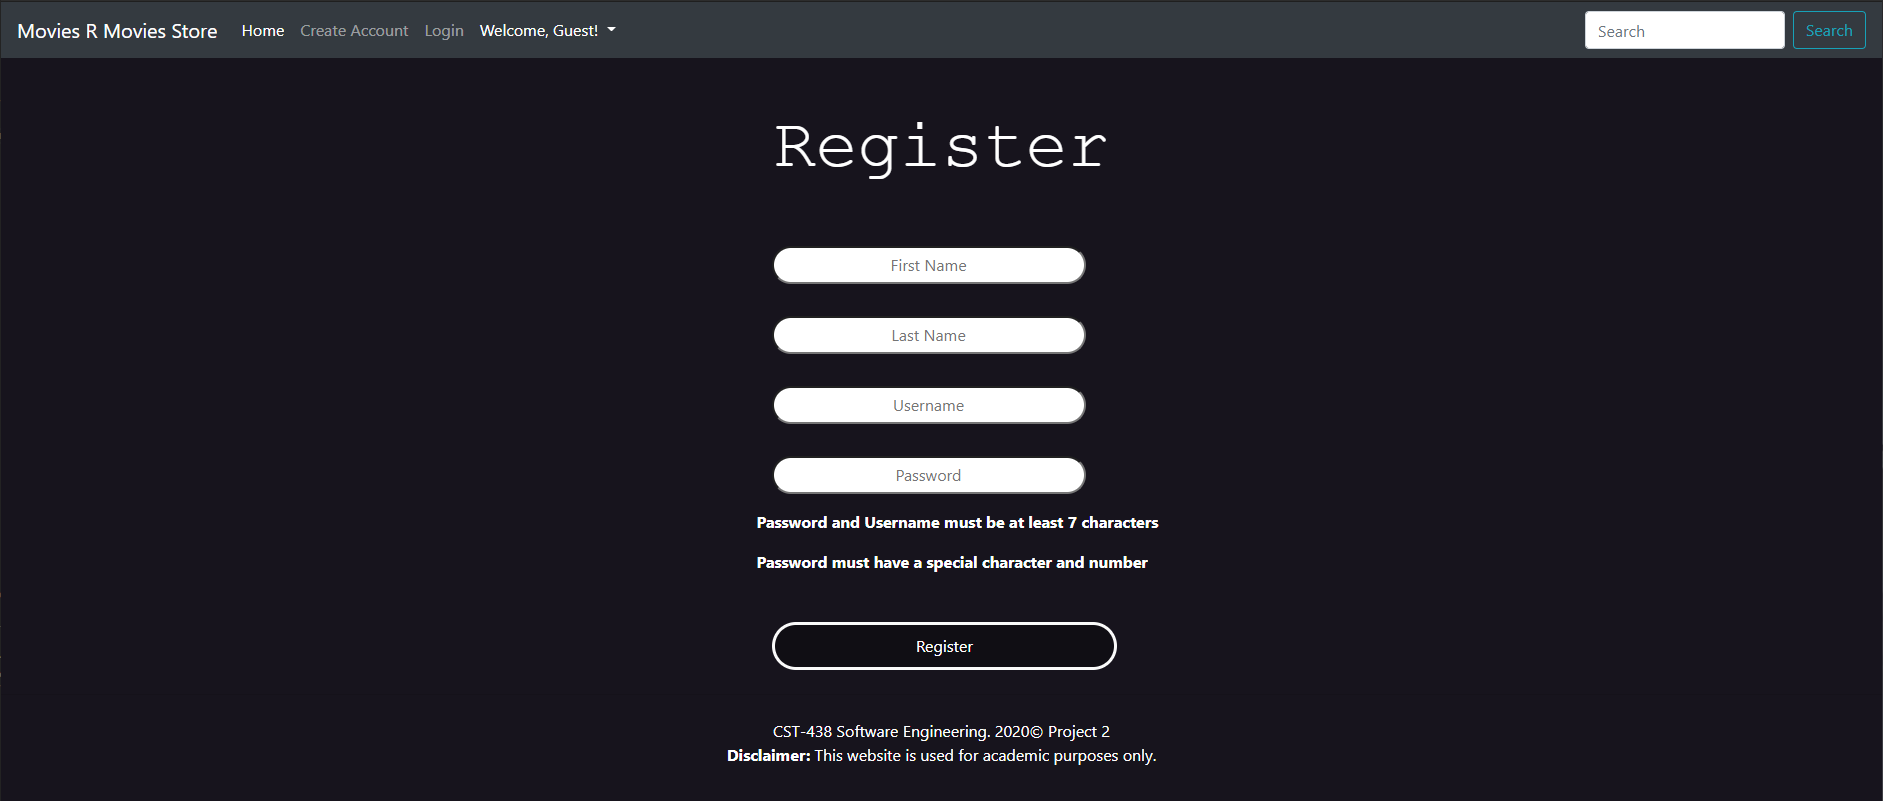 Movies R Movies Store Home Create Account Login Welcome, Guest! Search Search
Register
First Name
Last Name
Username
Password
Password and Username must be at least 7 characters
Password must have a special character and number
Register
CST-438 Software Engineering. 2020© Project 2
Disclaimer: This website is used for academic purposes only.